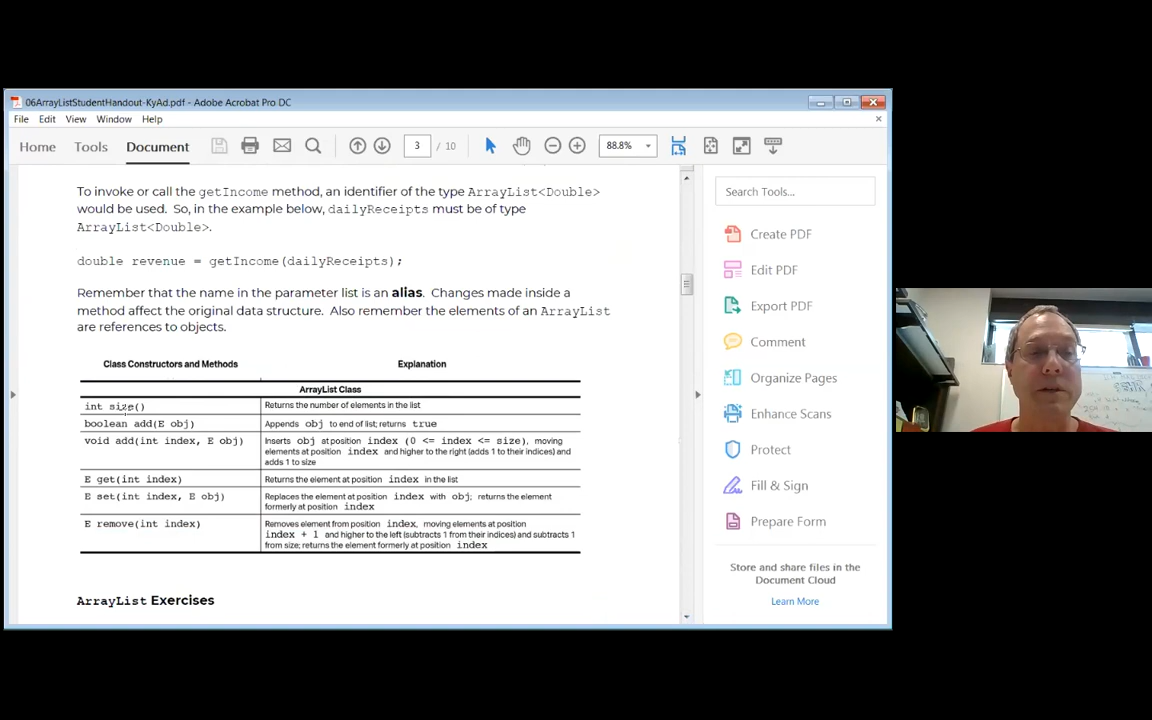 06ArrayListStudentHandout-KyAd.pdf - Adobe Acrobat Pro DC
File Edit View Window Help
Home Tools Document 3 / 10 88.8%
To invoke or call the getIncome method, an identifier of the type ArrayList<Double>
would be used. So, in the example below, dailyReceipts must be of type
ArrayList<Double>.
double revenue = getIncome(dailyReceipts);
Remember that the name in the parameter list is an alias. Changes made inside a
method affect the original data structure. Also remember the elements of an ArrayList
are references to objects.
Class Constructors and Methods Explanation
ArrayList Class
int size() Returns the number of elements in the list
boolean add(E obj) Appends obj to end of list; returns true
void add(int index, E obj) Inserts obj at position index (0 <= index <= size), moving
elements at position index and higher to the right (adds 1 to their indices) and
adds 1 to size
E get(int index) Returns the element at position index in the list
E set(int index, E obj) Replaces the element at position index with obj; returns the element
formerly at position index
E remove(int index) Removes element from position index, moving elements at position
index + 1 and higher to the left (subtracts 1 from their indices) and subtracts 1
from size; returns the element formerly at position index
ArrayList Exercises
Search Tools...
Create PDF
Edit PDF
Export PDF
Comment
Organize Pages
Enhance Scans
Protect
Fill & Sign
Prepare Form
Store and share files in the
Document Cloud
Learn More